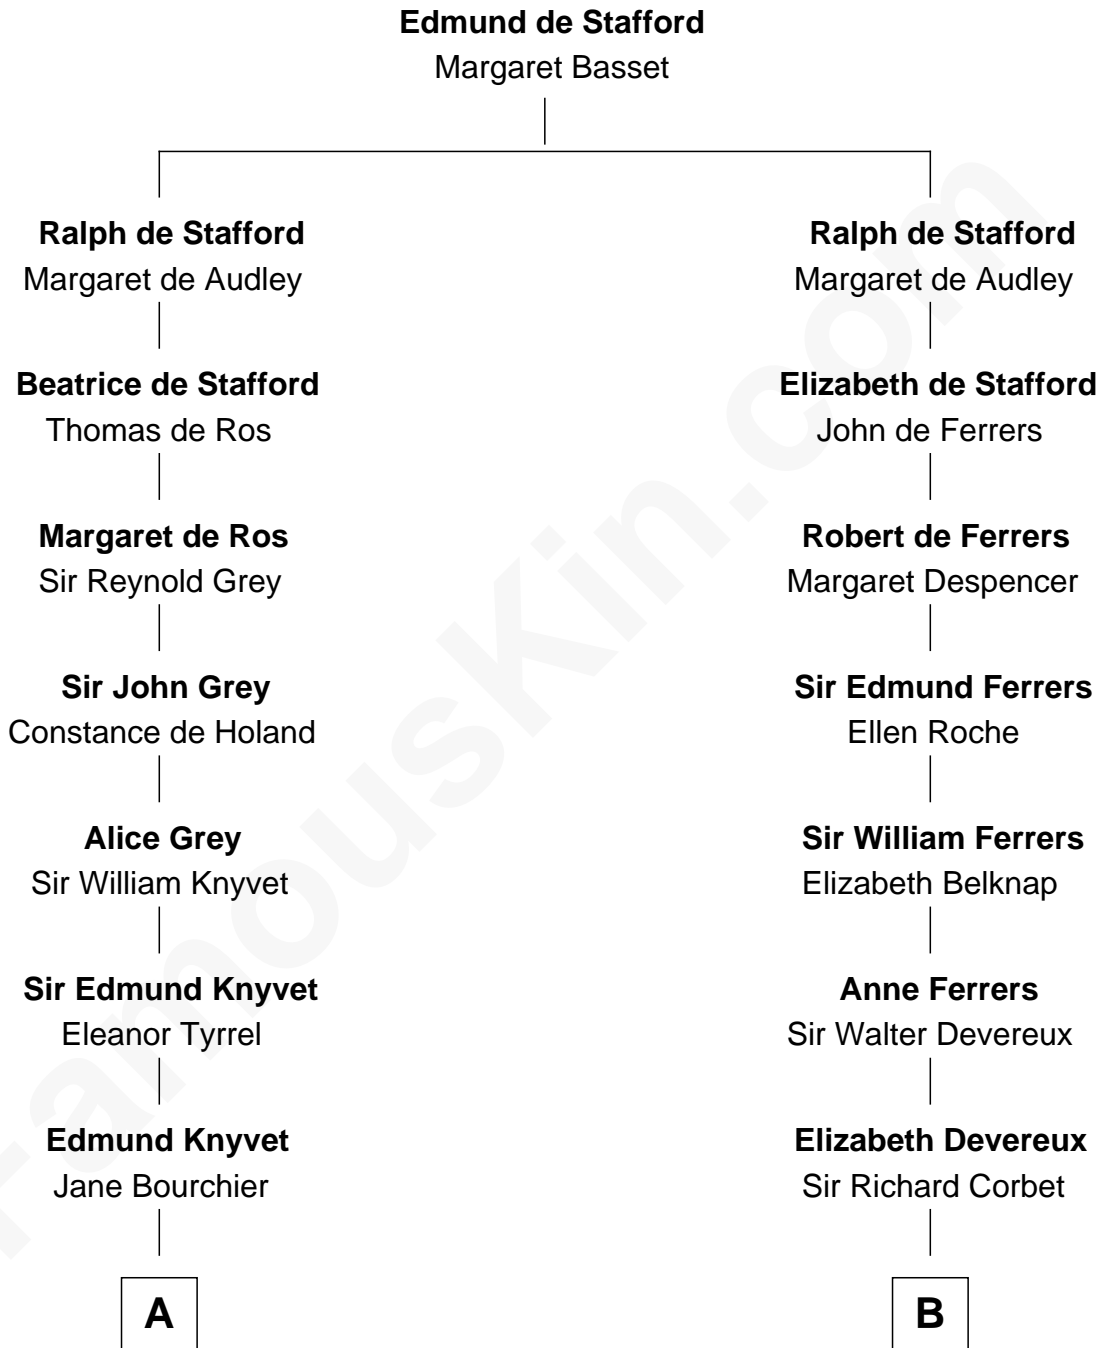 Edmund de Stafford
Margaret Basset
Ralph de Stafford
Margaret de Audley
Ralph de Stafford
Margaret de Audley
Beatrice de Stafford
Thomas de Ros
Elizabeth de Stafford
John de Ferrers
Margaret de Ros
Sir Reynold Grey
Robert de Ferrers
Margaret Despencer
Sir John Grey
Constance de Holand
Sir Edmund Ferrers
Ellen Roche
Alice Grey
Sir William Knyvet
Sir William Ferrers
Elizabeth Belknap
Sir Edmund Knyvet
Eleanor Tyrrel
Anne Ferrers
Sir Walter Devereux
Edmund Knyvet
Jane Bourchier
Elizabeth Devereux
Sir Richard Corbet
A
B
FamousKin.com